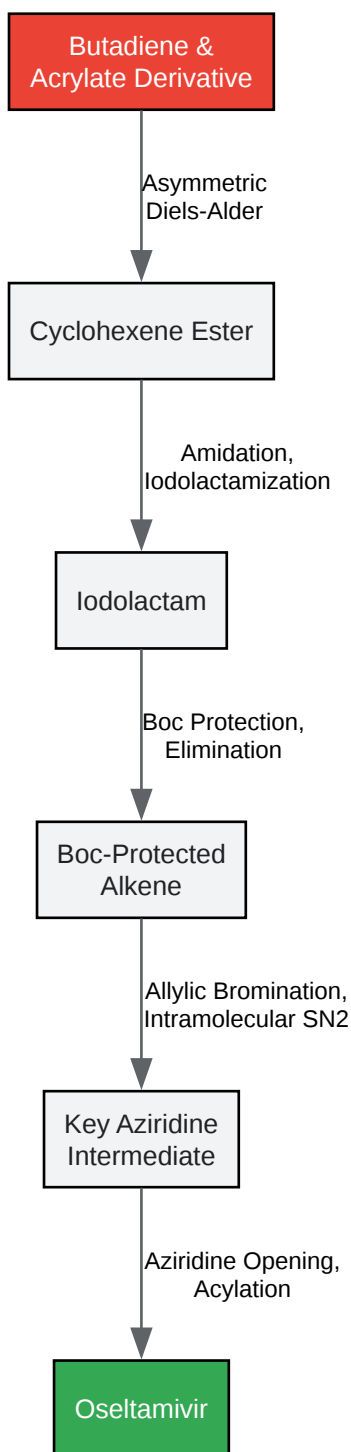 Butadiene &
Acrylate Derivative
Asymmetric
Diels-Alder
Cyclohexene Ester
Amidation,
Iodolactamization
Iodolactam
Boc Protection,
Elimination
Boc-Protected
Alkene
Allylic Bromination,
Intramolecular SN2
Key Aziridine
Intermediate
Aziridine Opening,
Acylation
Oseltamivir